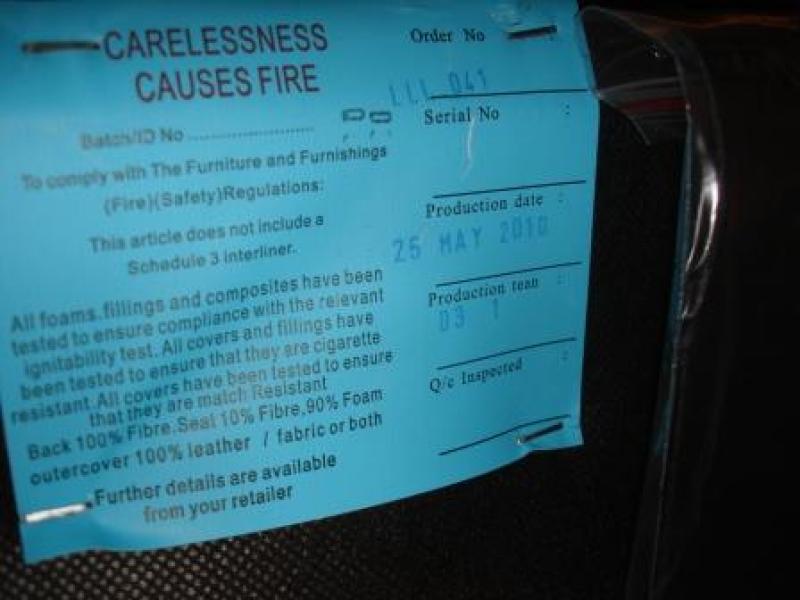 CARELESSNESS
CAUSES FIRE
Batch/ID No ........................
To comply with The Furniture and Furnishings
(Fire)(Safety)Regulations:
This article does not include a
Schedule 3 interliner.
All foams.fillings and composites have been
tested to ensure compliance with the relevant
ignitability test. All covers and fillings have
been tested to ensure that they are cigarette
resistant.All covers have been tested to ensure
that they are match Resistant
Back 100% Fibre.Seat 10% Fibre,90% Foam
outercover 100% leather / fabric or both
Further details are available
from your retailer
Order No
LLL 041
Serial No :
Production date :
25 MAY 2010
Production tean :
03 1
Q/c Inspected :